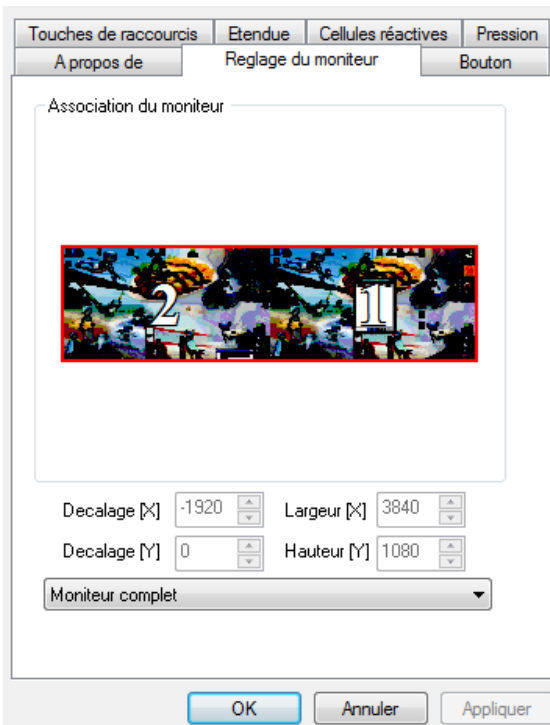 Touches de raccourcis Etendue Cellules réactives Pression
A propos de Reglage du moniteur Bouton
Association du moniteur
2 1
Decalage [X] -1920 Largeur [X] 3840
Decalage [Y] 0 Hauteur [Y] 1080
Moniteur complet
OK Annuler Appliquer